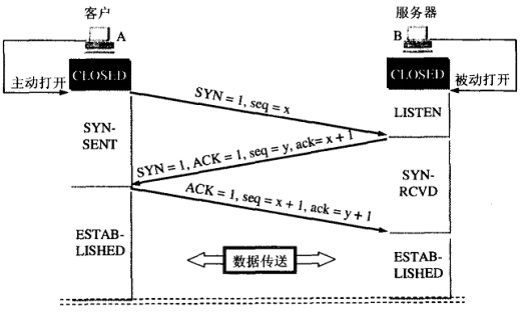 客户 服务器
A B
主动打开 CLOSED CLOSED 被动打开
SYN = 1, seq = x
LISTEN
SYN-
SENT
SYN = 1, ACK = 1, seq = y, ack= x + 1
SYN-
RCVD
ACK = 1, seq = x + 1, ack = y + 1
ESTAB-
LISHED
数据传送
ESTAB-
LISHED